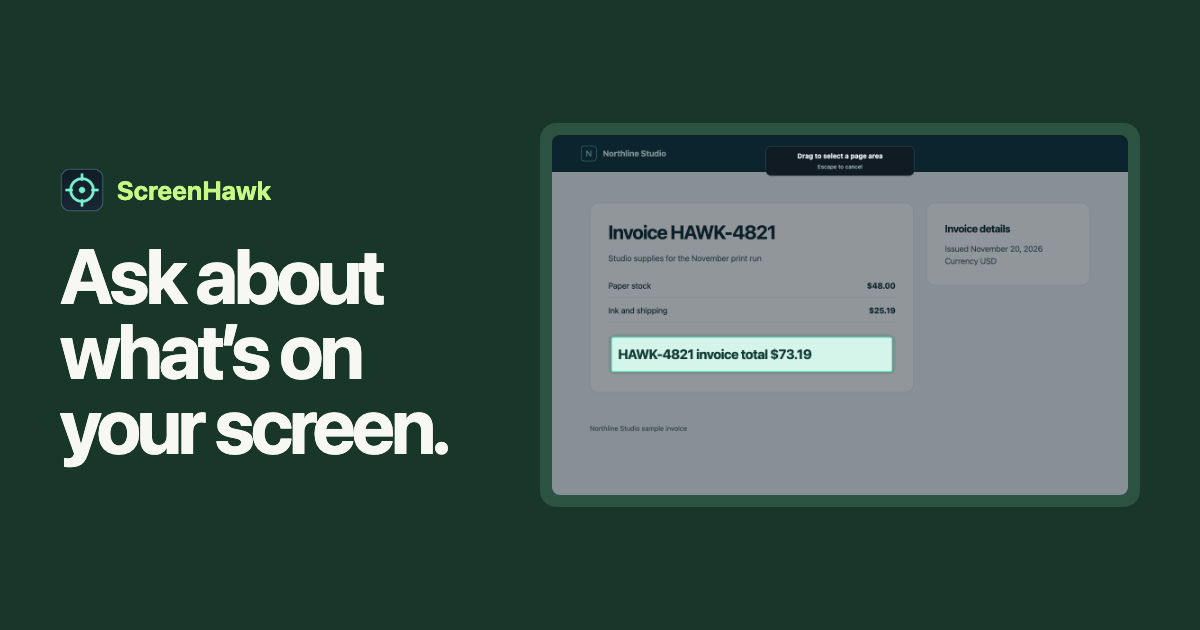 ScreenHawk
Ask about
what's on
your screen.
N
Northline Studio
Drag to select a page area
Escape to cancel
Invoice HAWK-4821
Studio supplies for the November print run
Paper stock
$48.00
Ink and shipping
$25.19
HAWK-4821 invoice total $73.19
Invoice details
Issued November 20, 2026
Currency USD
Northline Studio sample invoice